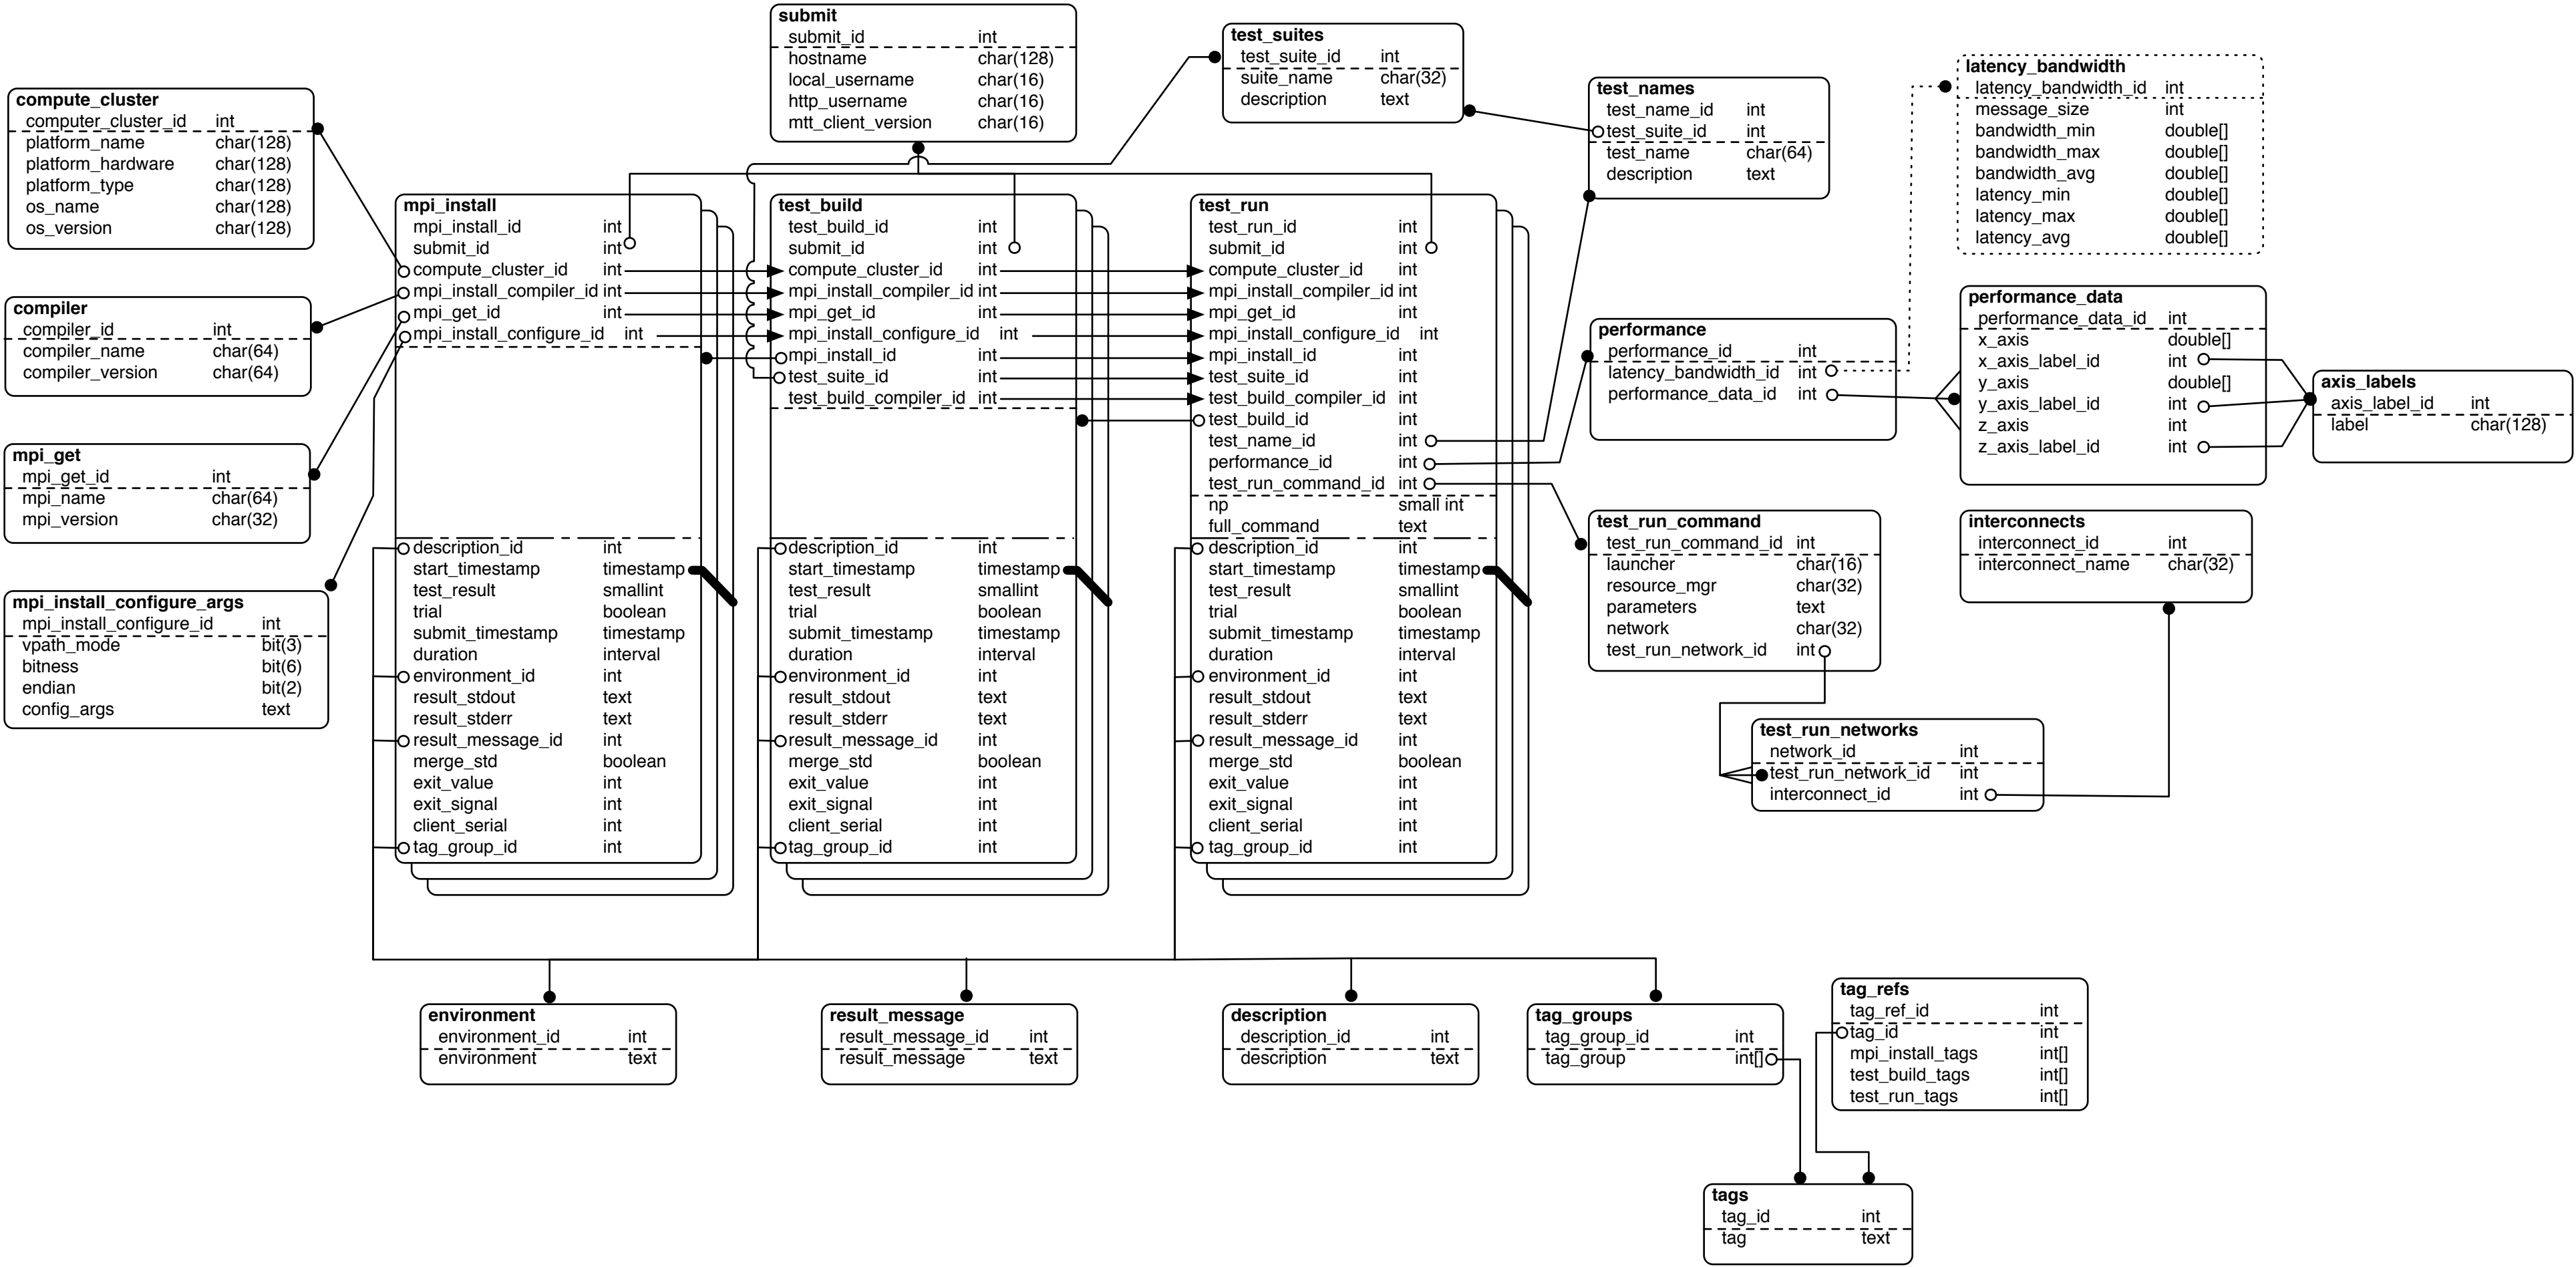 submit
submit_id int
hostname char(128)
local_username char(16)
http_username char(16)
mtt_client_version char(16)
test_suites
test_suite_id int
suite_name char(32)
description text
test_names
test_name_id int
test_suite_id int
test_name char(64)
description text
latency_bandwidth
latency_bandwidth_id int
message_size int
bandwidth_min double[]
bandwidth_max double[]
bandwidth_avg double[]
latency_min double[]
latency_max double[]
latency_avg double[]
compute_cluster
computer_cluster_id int
platform_name char(128)
platform_hardware char(128)
platform_type char(128)
os_name char(128)
os_version char(128)
compiler
compiler_id int
compiler_name char(64)
compiler_version char(64)
mpi_get
mpi_get_id int
mpi_name char(64)
mpi_version char(32)
mpi_install_configure_args
mpi_install_configure_id int
vpath_mode bit(3)
bitness bit(6)
endian bit(2)
config_args text
mpi_install
mpi_install_id int
submit_id int
compute_cluster_id int
mpi_install_compiler_id int
mpi_get_id int
mpi_install_configure_id int
description_id int
start_timestamp timestamp
test_result smallint
trial boolean
submit_timestamp timestamp
duration interval
environment_id int
result_stdout text
result_stderr text
result_message_id int
merge_std boolean
exit_value int
exit_signal int
client_serial int
tag_group_id int
test_build
test_build_id int
submit_id int
compute_cluster_id int
mpi_install_compiler_id int
mpi_get_id int
mpi_install_configure_id int
mpi_install_id int
test_suite_id int
test_build_compiler_id int
description_id int
start_timestamp timestamp
test_result smallint
trial boolean
submit_timestamp timestamp
duration interval
environment_id int
result_stdout text
result_stderr text
result_message_id int
merge_std boolean
exit_value int
exit_signal int
client_serial int
tag_group_id int
test_run
test_run_id int
submit_id int
compute_cluster_id int
mpi_install_compiler_id int
mpi_get_id int
mpi_install_configure_id int
mpi_install_id int
test_suite_id int
test_build_compiler_id int
test_build_id int
test_name_id int
performance_id int
test_run_command_id int
np small int
full_command text
description_id int
start_timestamp timestamp
test_result smallint
trial boolean
submit_timestamp timestamp
duration interval
environment_id int
result_stdout text
result_stderr text
result_message_id int
merge_std boolean
exit_value int
exit_signal int
client_serial int
tag_group_id int
performance
performance_id int
latency_bandwidth_id int
performance_data_id int
performance_data
performance_data_id int
x_axis double[]
x_axis_label_id int
y_axis double[]
y_axis_label_id int
z_axis int
z_axis_label_id int
axis_labels
axis_label_id int
label char(128)
test_run_command
test_run_command_id int
launcher char(16)
resource_mgr char(32)
parameters text
network char(32)
test_run_network_id int
interconnects
interconnect_id int
interconnect_name char(32)
test_run_networks
network_id int
test_run_network_id int
interconnect_id int
environment
environment_id int
environment text
result_message
result_message_id int
result_message text
description
description_id int
description text
tag_groups
tag_group_id int
tag_group int[]
tag_refs
tag_ref_id int
tag_id int
mpi_install_tags int[]
test_build_tags int[]
test_run_tags int[]
tags
tag_id int
tag text